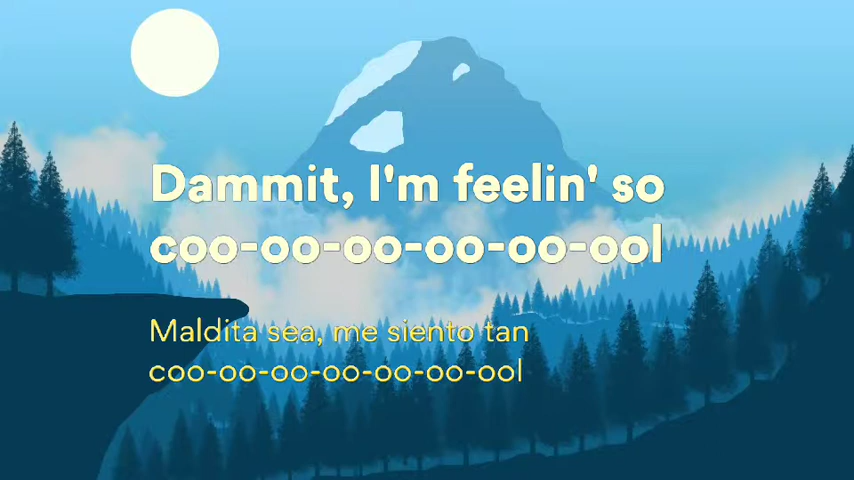 Dammit, I'm feelin' so
coo-oo-oo-oo-oo-ool
Maldita sea, me siento tan
coo-oo-oo-oo-oo-oo-ool